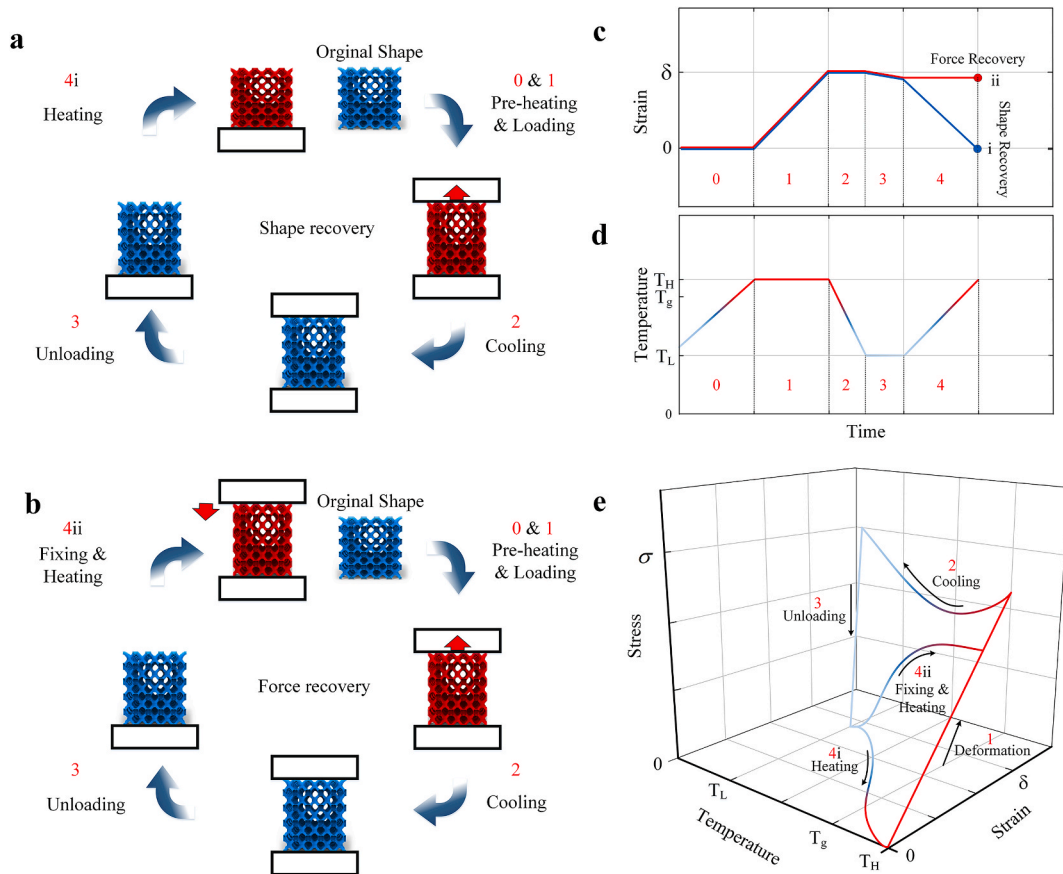 a
4i
Heating
Orginal Shape
0 & 1
Pre-heating
& Loading
Shape recovery
3
Unloading
2
Cooling
b
4ii
Fixing &
Heating
Orginal Shape
0 & 1
Pre-heating
& Loading
Force recovery
3
Unloading
2
Cooling
c
Strain
δ
0
Force Recovery
ii
i
Shape Recovery
0
1
2
3
4
d
Temperature
T_H
T_g
T_L
0
0
1
2
3
4
Time
e
σ
Stress
0
2
Cooling
3
Unloading
4ii
Fixing &
Heating
1
Deformation
4i
Heating
T_L
T_g
T_H
Temperature
0
δ
Strain